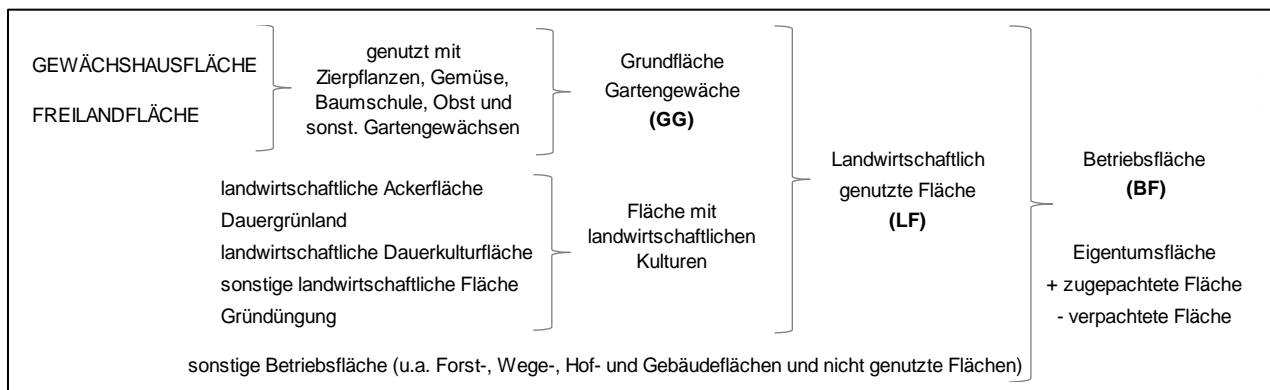 GEWÄCHSHAUSFLÄCHE
FREILANDFLÄCHE
genutzt mit
Zierpflanzen, Gemüse,
Baumschule, Obst und
sonst. Gartengewächsen
Grundfläche
Gartengewäche
(GG)
landwirtschaftliche Ackerfläche
Dauergrünland
landwirtschaftliche Dauerkulturfläche
sonstige landwirtschaftliche Fläche
Gründüngung
Fläche mit
landwirtschaftlichen
Kulturen
Landwirtschaftlich
genutzte Fläche
(LF)
sonstige Betriebsfläche (u.a. Forst-, Wege-, Hof- und Gebäudeflächen und nicht genutzte Flächen)
Betriebsfläche
(BF)
Eigentumsfläche
+ zugepachtete Fläche
- verpachtete Fläche